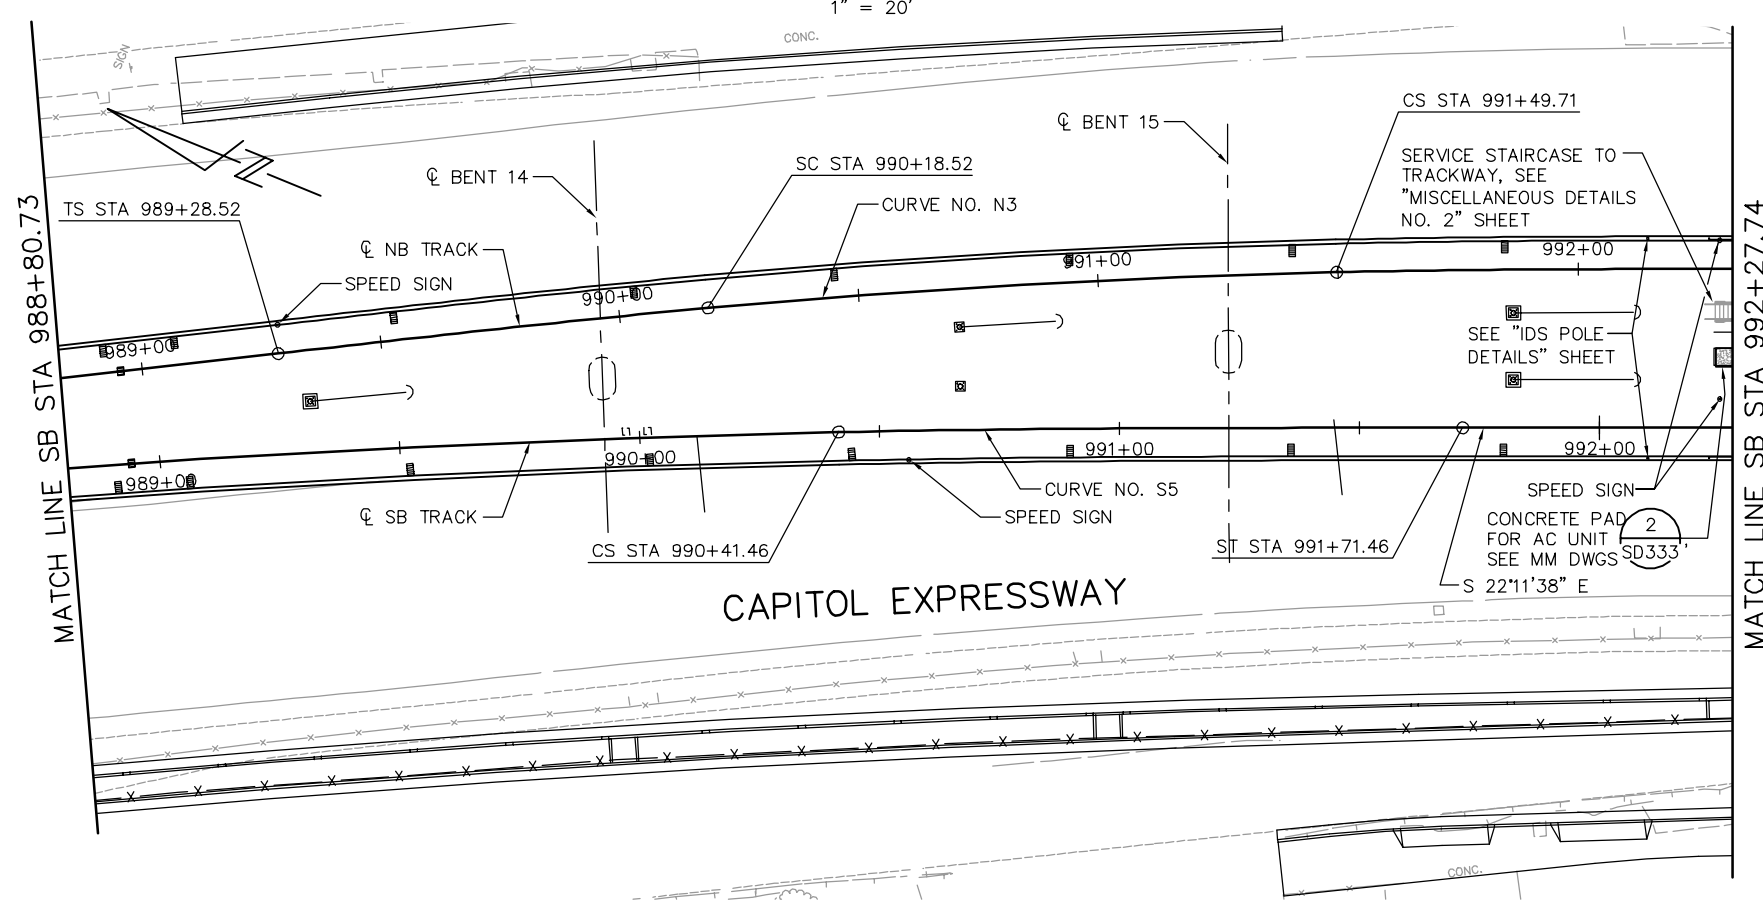 1" = 20'
SIGN
CONC.
CS STA 991+49.71
℄ BENT 15
SERVICE STAIRCASE TO
TRACKWAY, SEE
"MISCELLANEOUS DETAILS
NO. 2" SHEET
SC STA 990+18.52
℄ BENT 14
CURVE NO. N3
TS STA 989+28.52
℄ NB TRACK
SPEED SIGN
989+00
990+00
991+00
992+00
MATCH LINE SB STA 988+80.73
MATCH LINE SB STA 992+27.74
SEE "IDS POLE
DETAILS" SHEET
989+00
990+00
991+00
992+00
℄ SB TRACK
CURVE NO. S5
SPEED SIGN
SPEED SIGN
CONCRETE PAD
FOR AC UNIT
SEE MM DWGS
2
SD333
CS STA 990+41.46
ST STA 991+71.46
S 22°11'38" E
CAPITOL EXPRESSWAY
CONC.